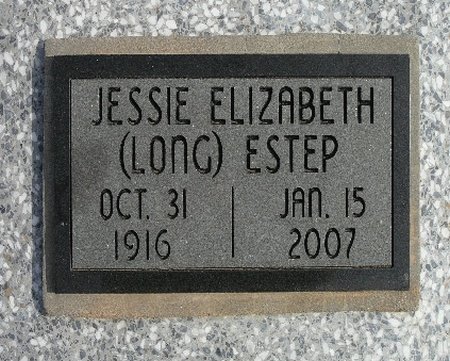 JESSIE ELIZABETH
(LONG) ESTEP
OCT. 31 | JAN. 15
1916 | 2007